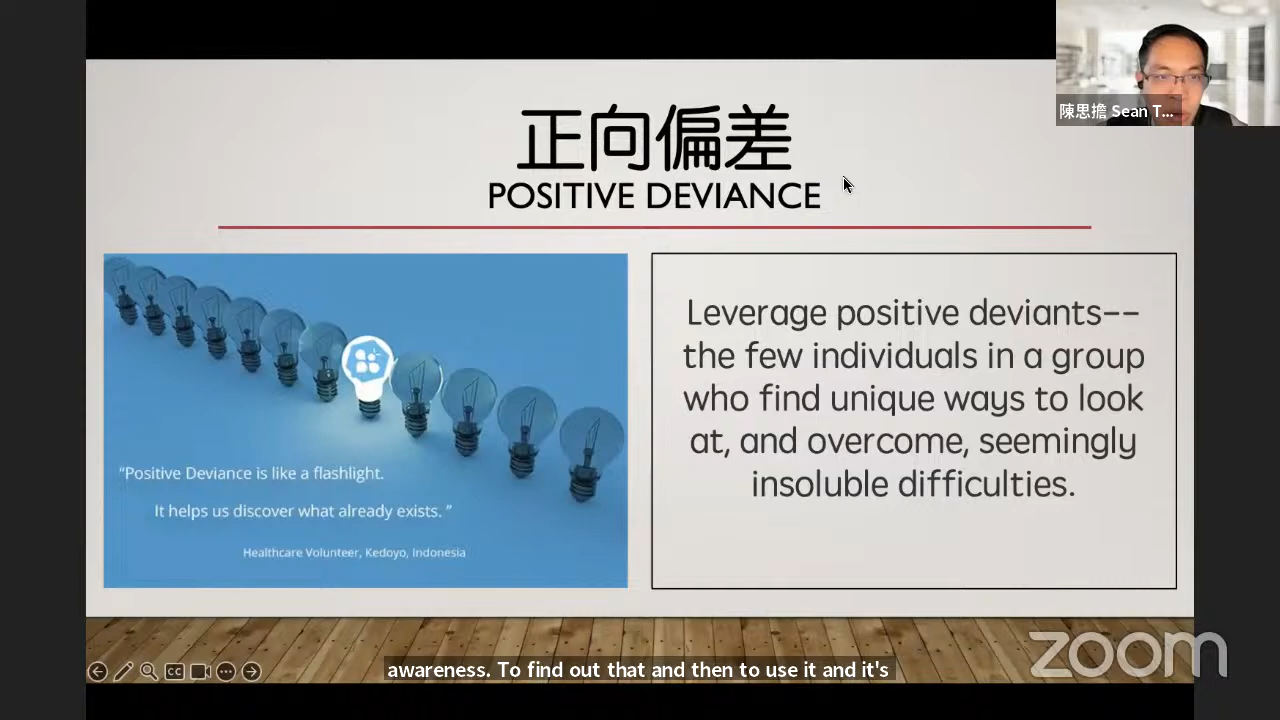 陳思擔 Sean T...
正向偏差
POSITIVE DEVIANCE
“Positive Deviance is like a flashlight.
It helps us discover what already exists. ”
Healthcare Volunteer, Kedoyo, Indonesia
Leverage positive deviants--
the few individuals in a group
who find unique ways to look
at, and overcome, seemingly
insoluble difficulties.
CC
awareness. To find out that and then to use it and it's
zoom